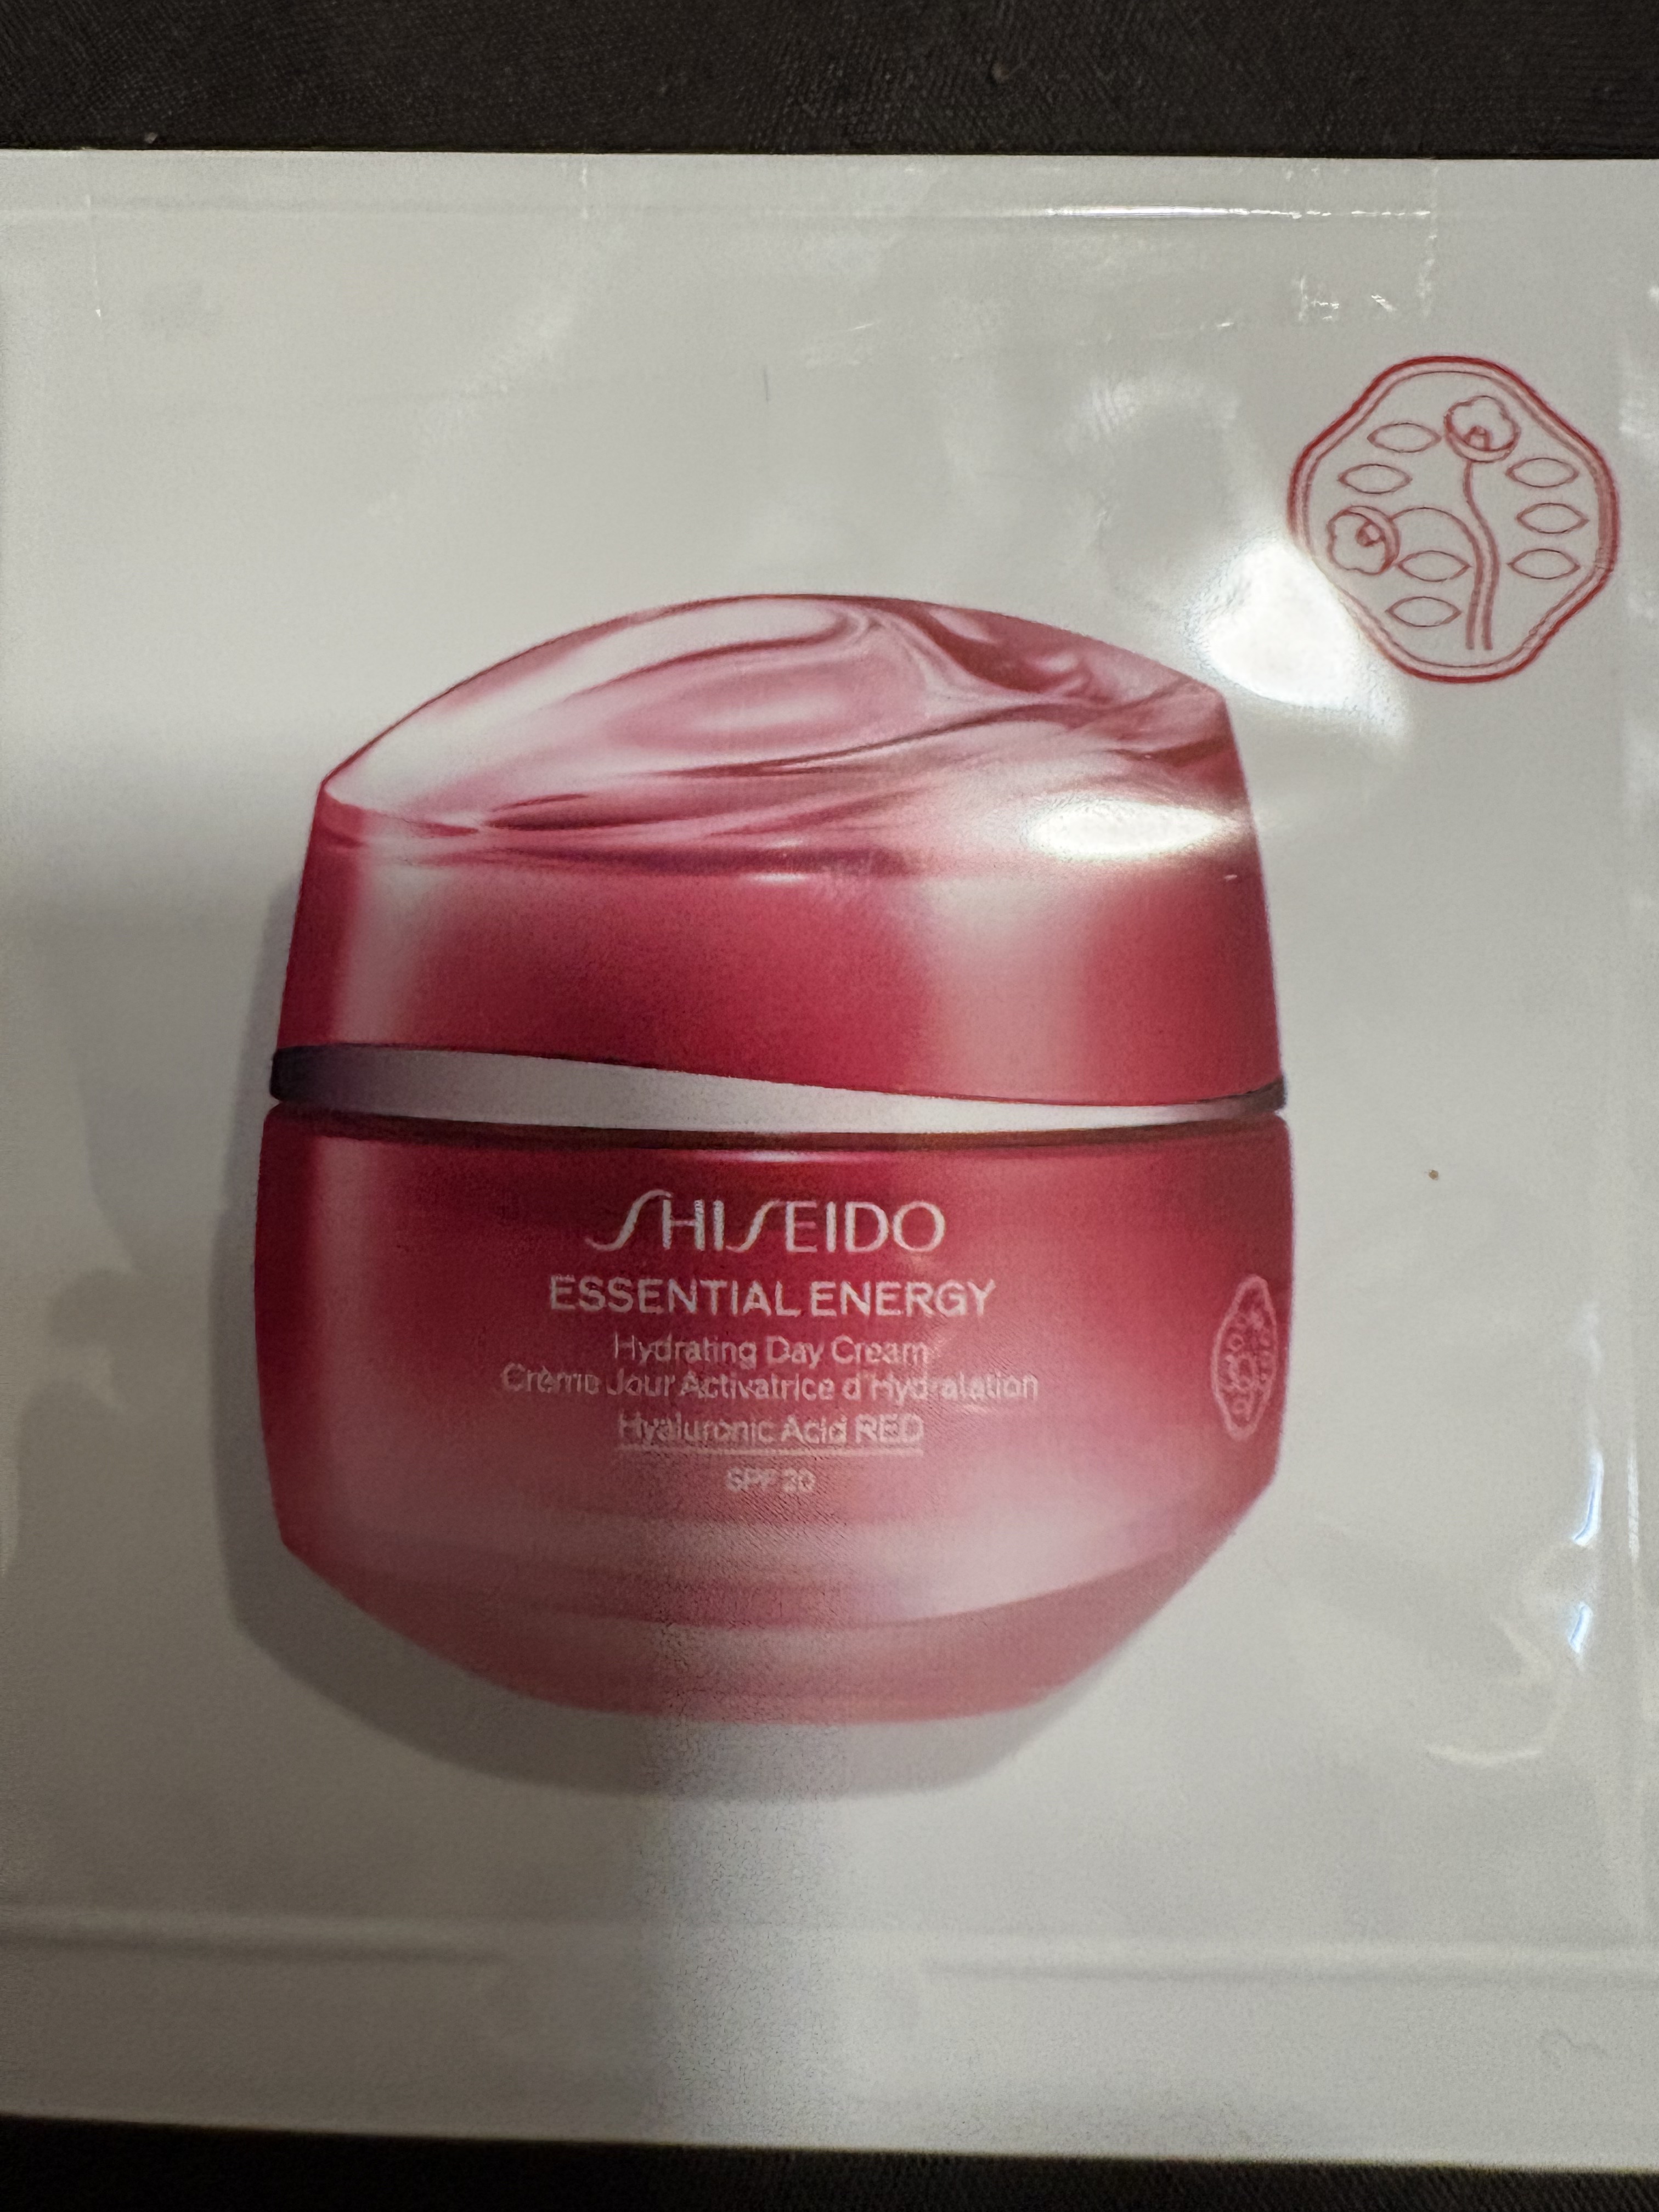 SHISEIDO
ESSENTIAL ENERGY
Hydrating Day Cream
Crème Jour Activatrice d'Hydratation
Hyaluronic Acid RED
SPF 20